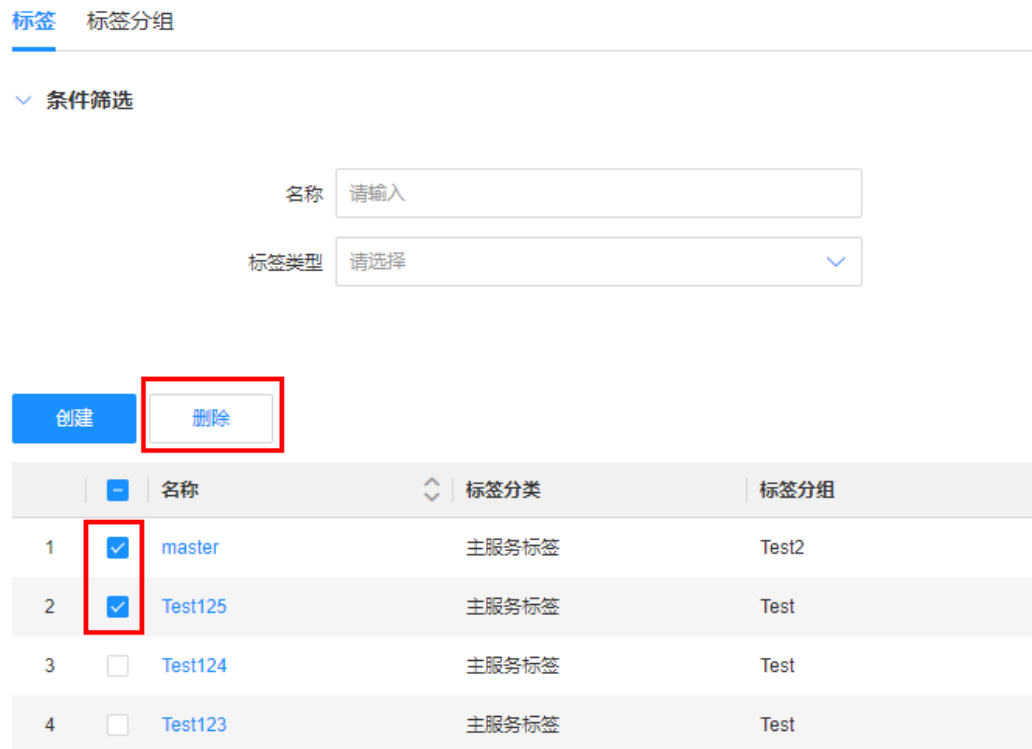 标签 标签分组
条件筛选
名称 请输入
标签类型 请选择
创建 删除
名称 标签分类 标签分组
1 master 主服务标签 Test2
2 Test125 主服务标签 Test
3 Test124 主服务标签 Test
4 Test123 主服务标签 Test